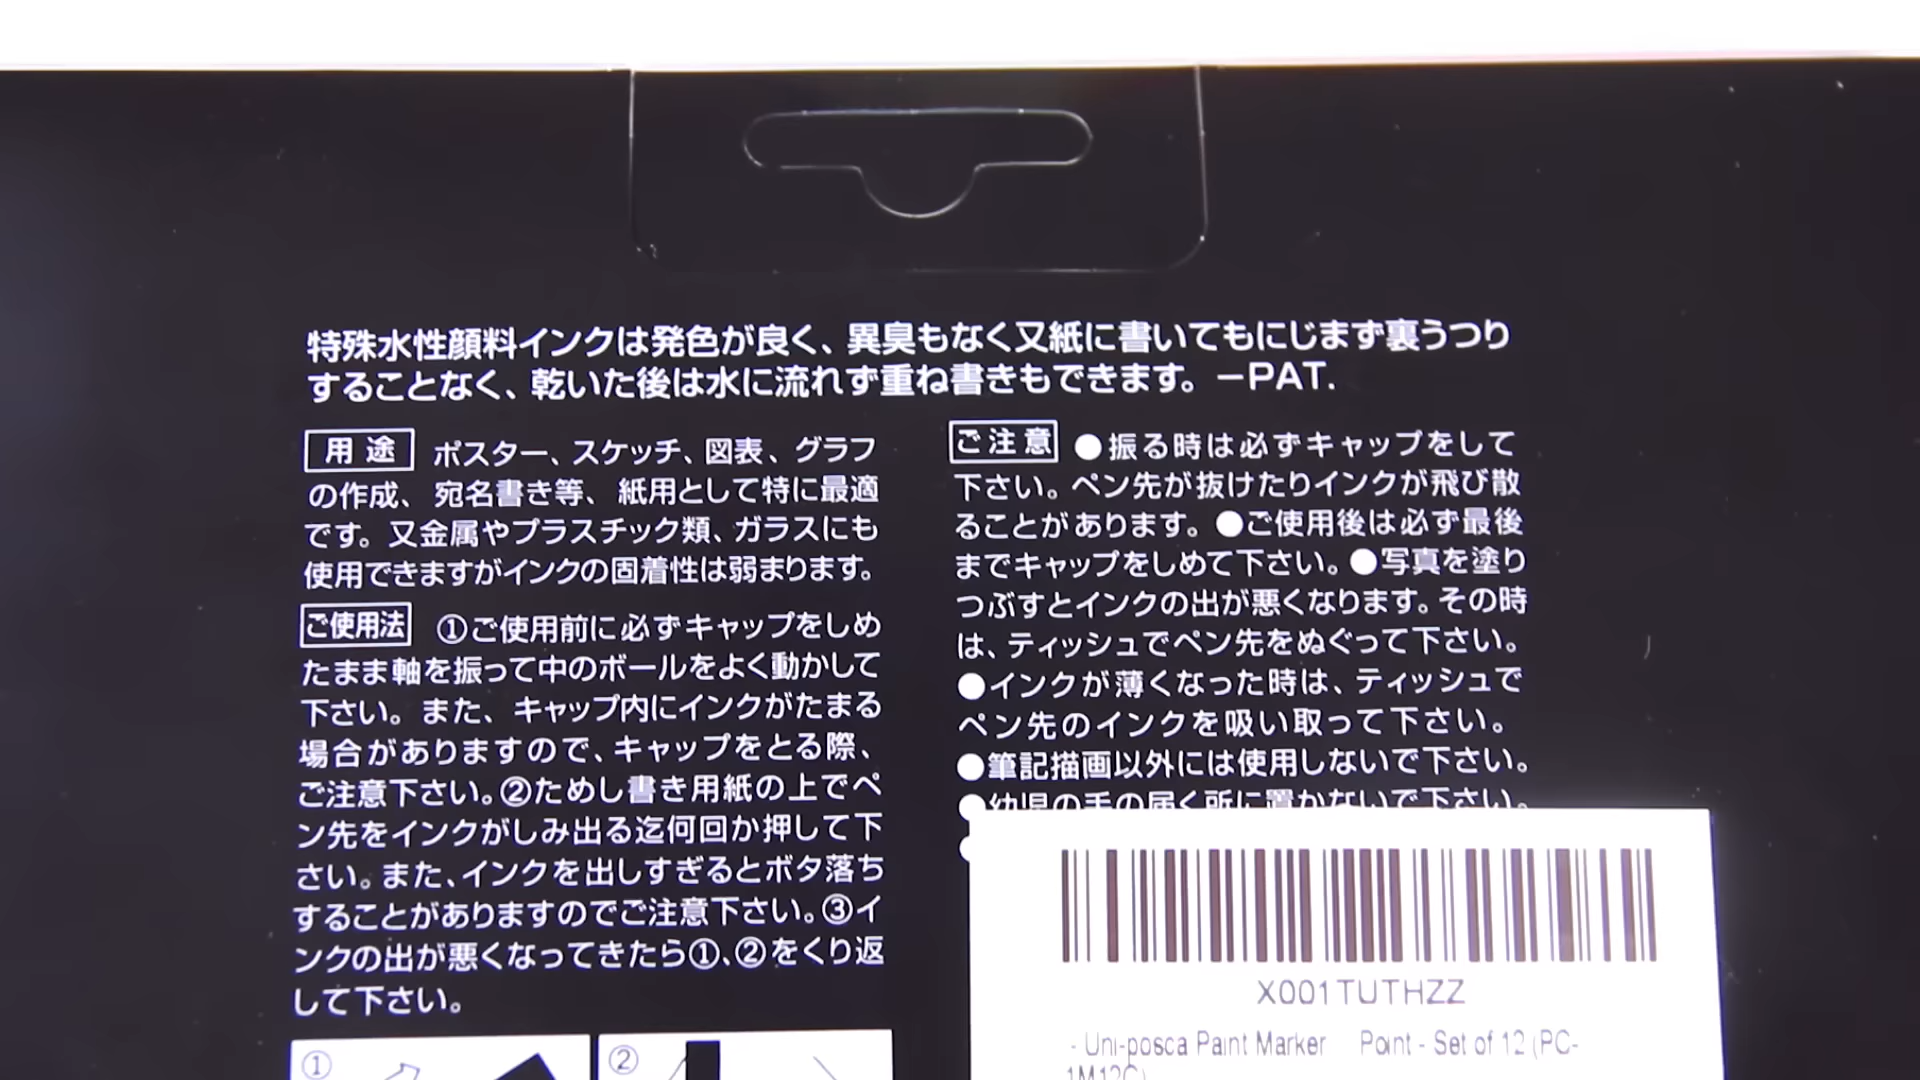 特殊水性顔料インクは発色が良く、異臭もなく又紙に書いてもにじまず裏うつり
することなく、乾いた後は水に流れず重ね書きもできます。−PAT.
用途 ポスター、スケッチ、図表、グラフ
の作成、宛名書き等、紙用として特に最適
です。又金属やプラスチック類、ガラスにも
使用できますがインクの固着性は弱まります。
ご使用法 ①ご使用前に必ずキャップをしめ
たまま軸を振って中のボールをよく動かして
下さい。また、キャップ内にインクがたまる
場合がありますので、キャップをとる際、
ご注意下さい。②ためし書き用紙の上でペ
ン先をインクがしみ出る迄何回か押して下
さい。また、インクを出しすぎるとボタ落ち
することがありますのでご注意下さい。③イ
ンクの出が悪くなってきたら①、②をくり返
して下さい。
① ②
ご注意 ●振る時は必ずキャップをして
下さい。ペン先が抜けたりインクが飛び散
ることがあります。●ご使用後は必ず最後
までキャップをしめて下さい。●写真を塗り
つぶすとインクの出が悪くなります。その時
は、ティッシュでペン先をぬぐって下さい。
●インクが薄くなった時は、ティッシュで
ペン先のインクを吸い取って下さい。
●筆記描画以外には使用しないで下さい。
●幼児の手の届く所に置かないで下さい。
X001TUTHZZ
- Uni-posca Paint Marker Point - Set of 12 (PC-
1M12C)